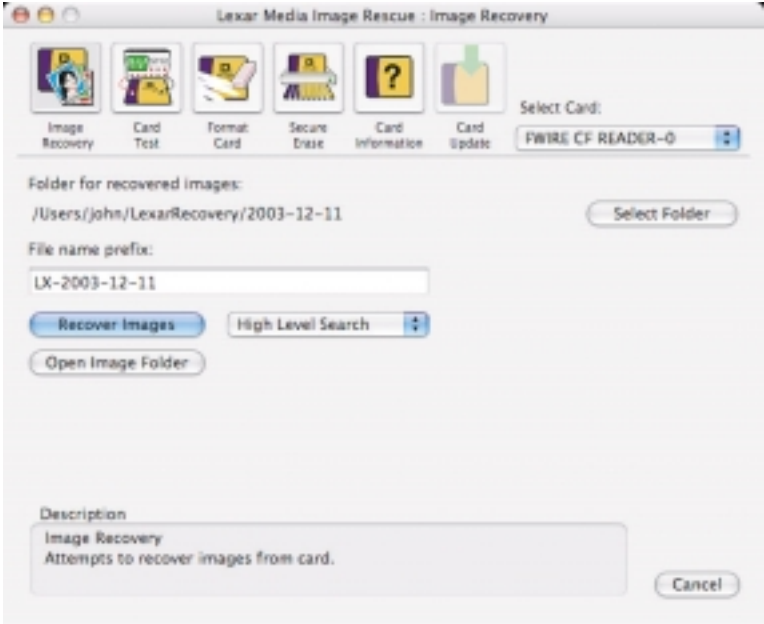 Lexar Media Image Rescue : Image Recovery
Image Recovery
Card Test
Format Card
Secure Erase
Card Information
Card Update
Select Card:
FWIRE CF READER-0
Folder for recovered images:
/Users/john/LexarRecovery/2003-12-11
Select Folder
File name prefix:
LX-2003-12-11
Recover Images
High Level Search
Open Image Folder
Description
Image Recovery
Attempts to recover images from card.
Cancel